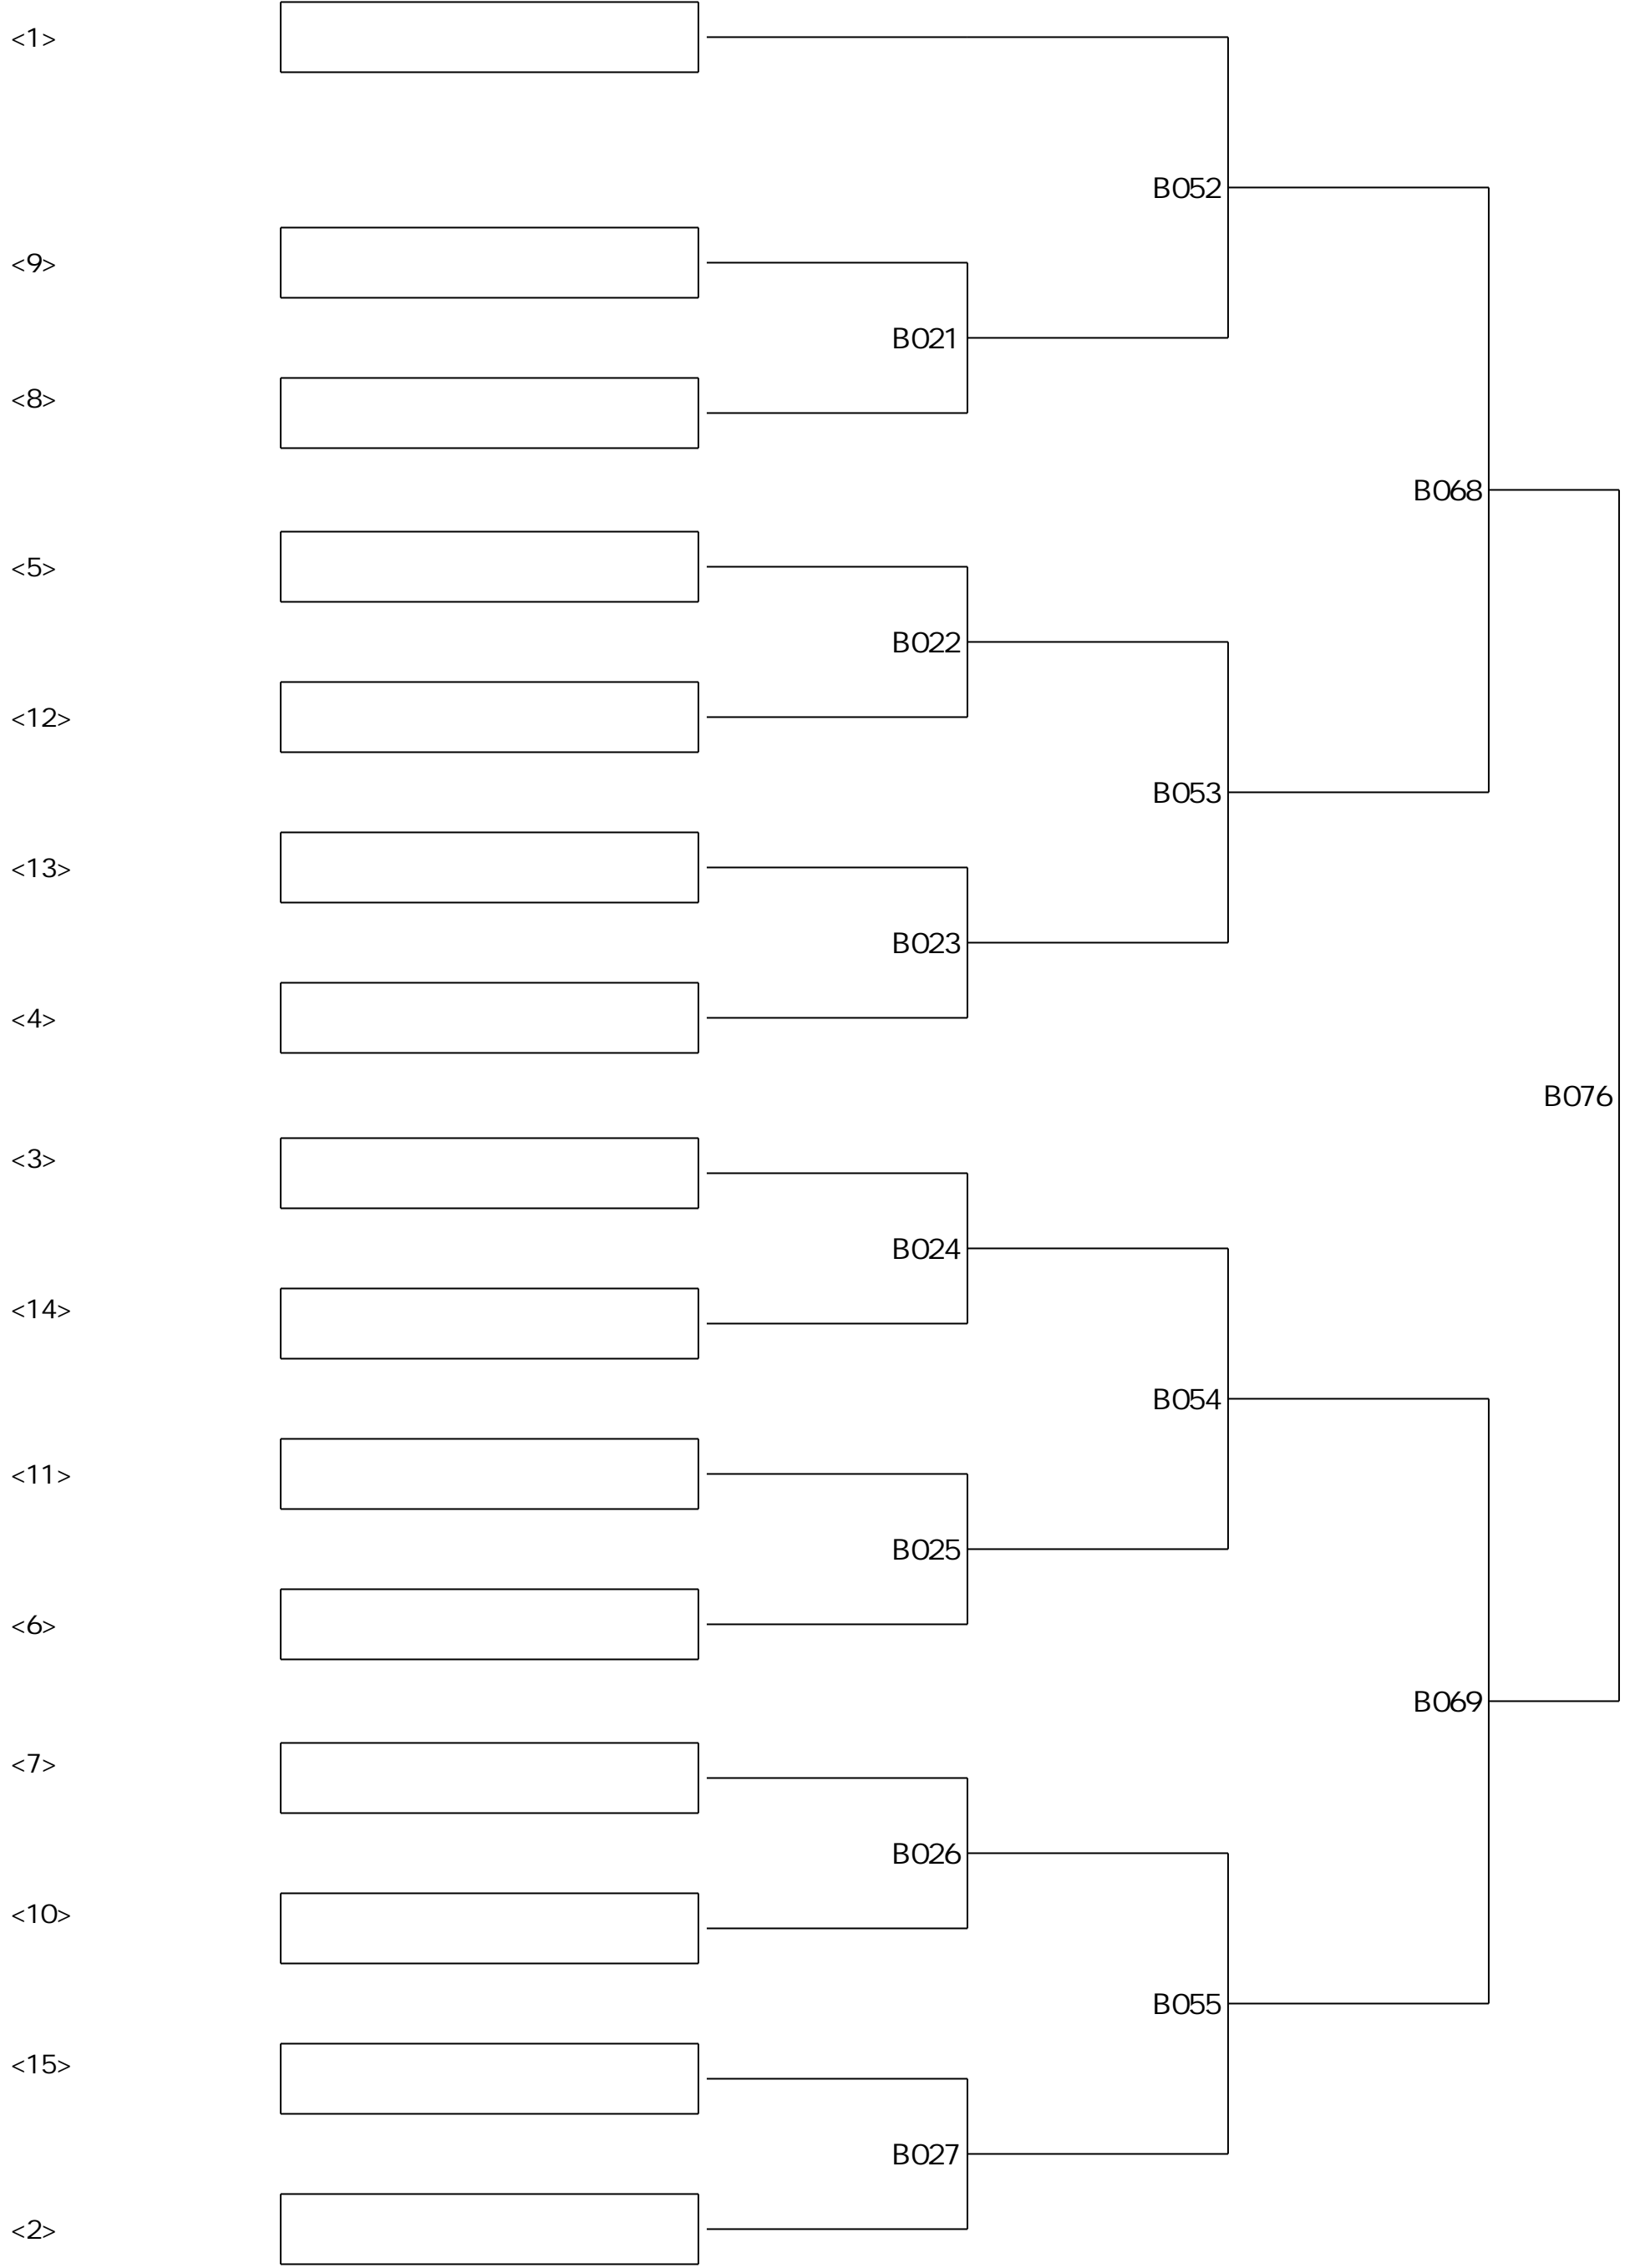 <1>
B052
<9>
B021
<8>
B068
<5>
B022
<12>
B053
<13>
B023
<4>
B076
<3>
B024
<14>
B054
<11>
B025
<6>
B069
<7>
B026
<10>
B055
<15>
B027
<2>